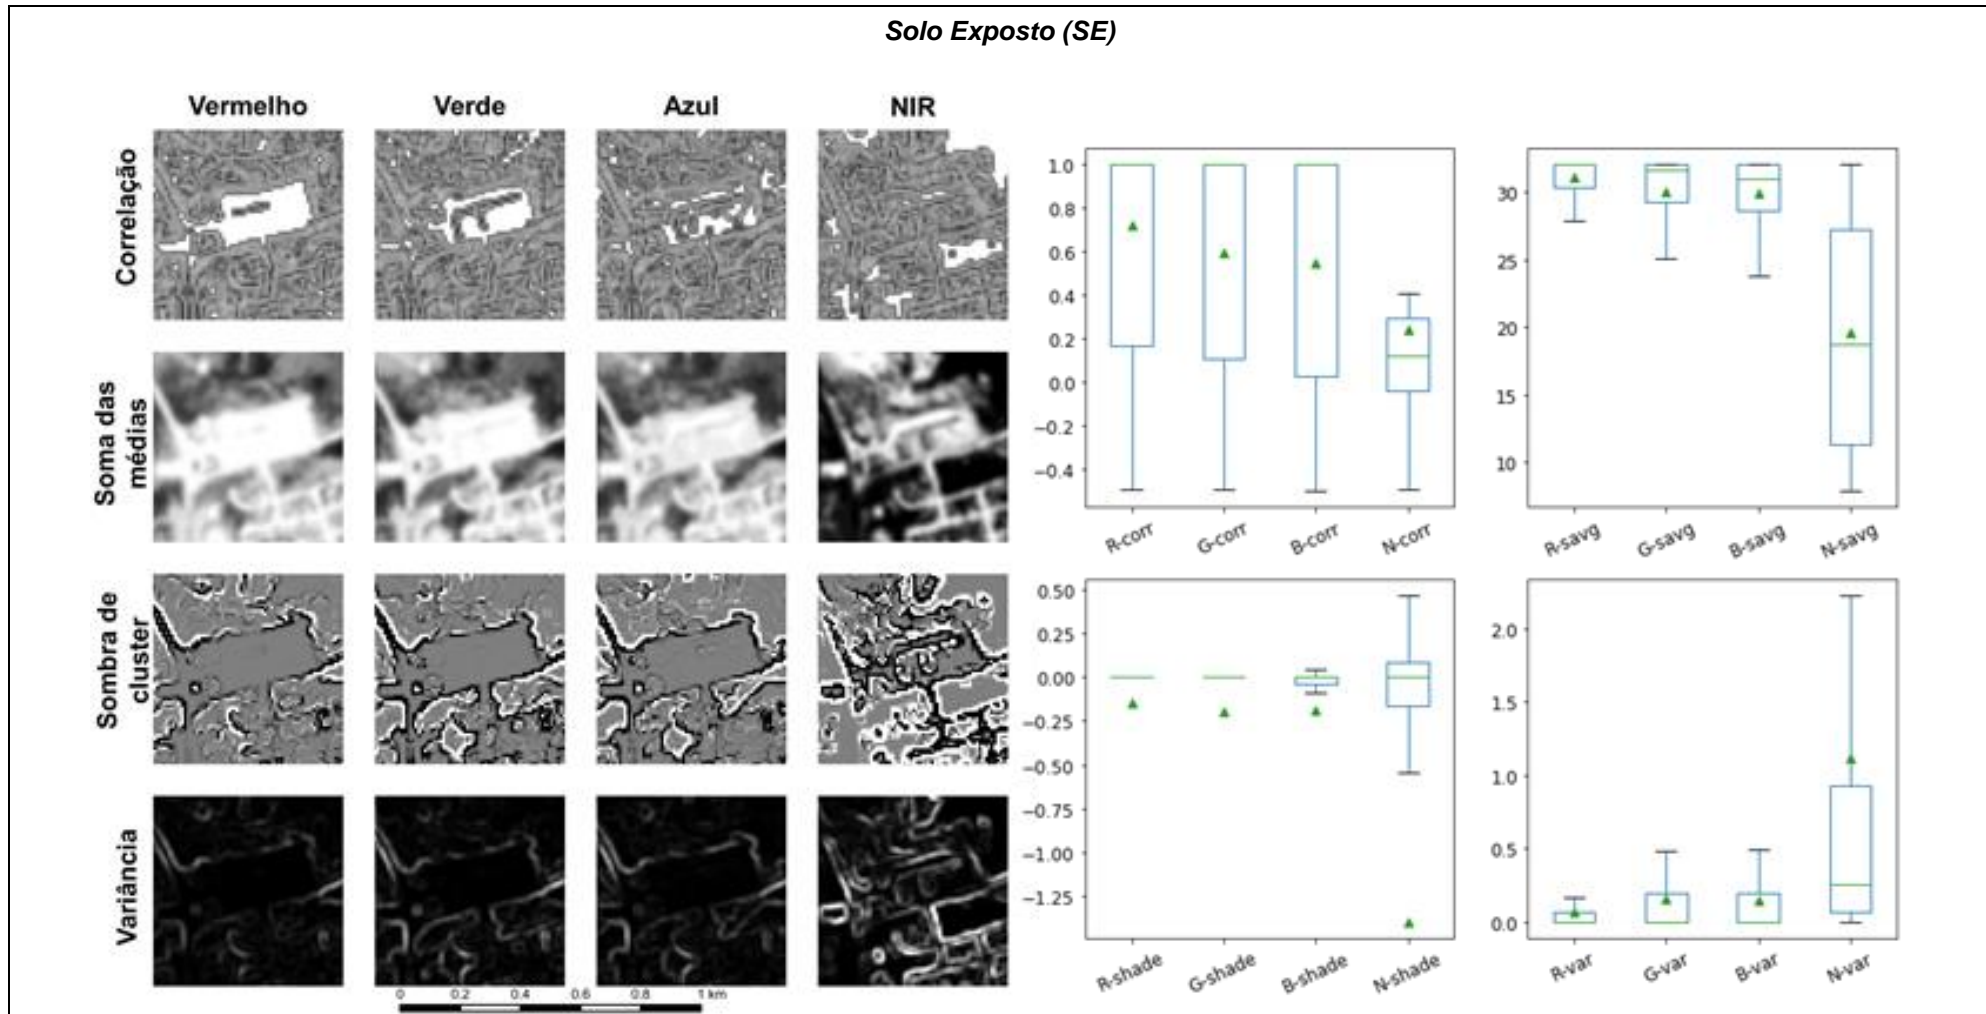 Solo Exposto (SE)
Vermelho Verde Azul NIR
Correlação
Soma das
médias
Sombra de
cluster
Variância
0 0.2 0.4 0.6 0.8 1 km
1.0
0.8
0.6
0.4
0.2
0.0
−0.2
−0.4
R-corr G-corr B-corr N-corr
30
25
20
15
10
R-savg G-savg B-savg N-savg
0.50
0.25
0.00
−0.25
−0.50
−0.75
−1.00
−1.25
R-shade G-shade B-shade N-shade
2.0
1.5
1.0
0.5
0.0
R-var G-var B-var N-var